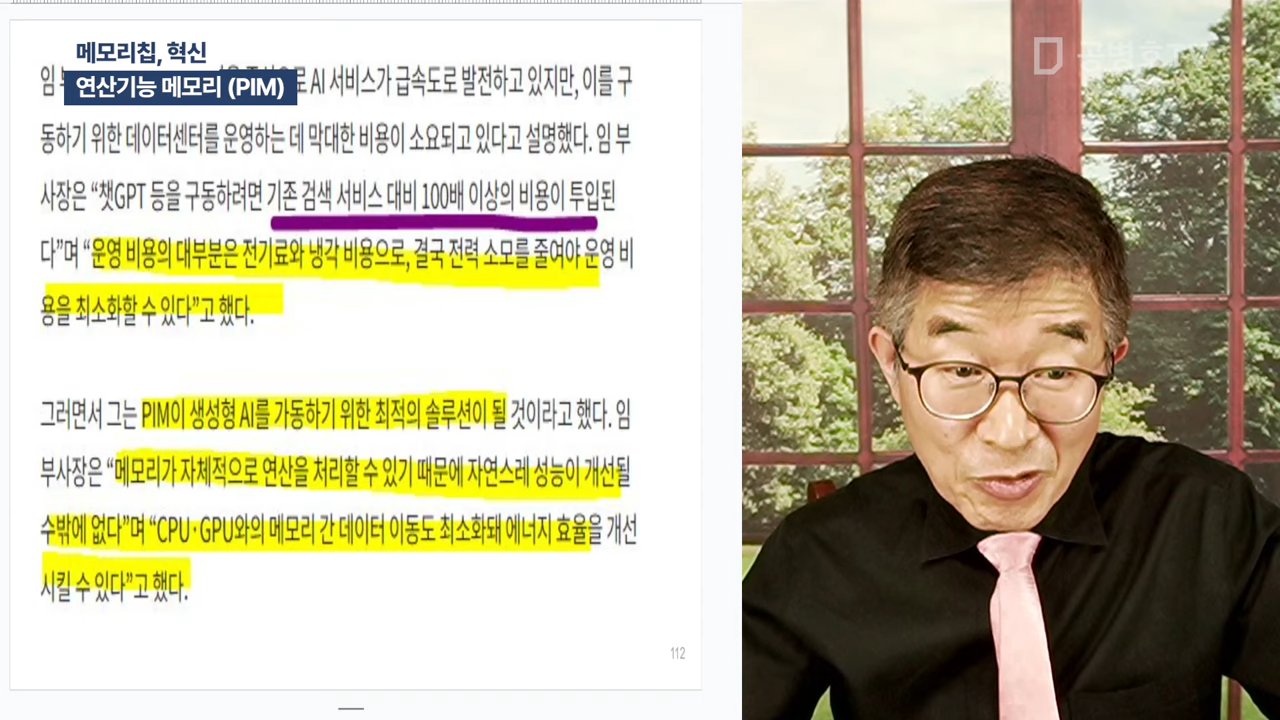 메모리칩, 혁신
연산기능 메모리 (PIM)
임 AI 서비스가 급속도로 발전하고 있지만, 이를 구
동하기 위한 데이터센터를 운영하는 데 막대한 비용이 소요되고 있다고 설명했다. 임 부
사장은 “챗GPT 등을 구동하려면 기존 검색 서비스 대비 100배 이상의 비용이 투입된
다”며 “운영 비용의 대부분은 전기료와 냉각 비용으로, 결국 전력 소모를 줄여야 운영 비
용을 최소화할 수 있다”고 했다.
그러면서 그는 PIM이 생성형 AI를 가동하기 위한 최적의 솔루션이 될 것이라고 했다. 임
부사장은 “메모리가 자체적으로 연산을 처리할 수 있기 때문에 자연스레 성능이 개선될
수밖에 없다”며 “CPU·GPU와의 메모리 간 데이터 이동도 최소화돼 에너지 효율을 개선
시킬 수 있다”고 했다.
112